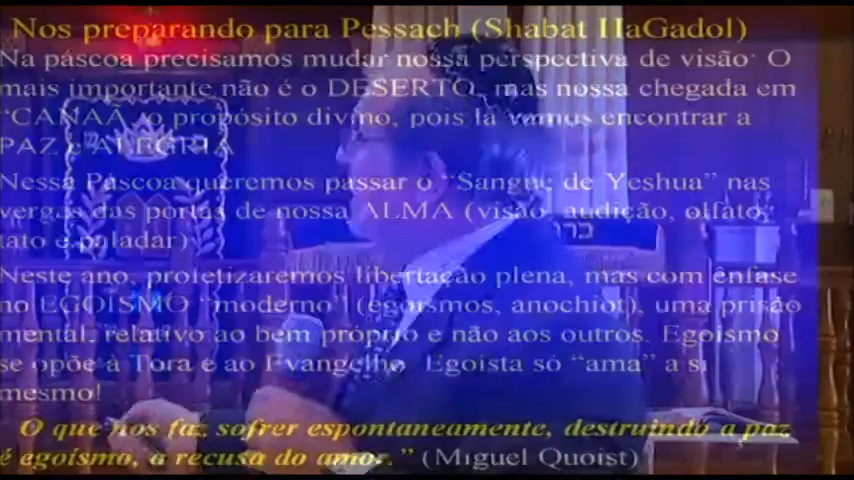 Nos preparando para Pessach (Shabat HaGadol)
Na páscoa precisamos mudar nossa perspectiva de visão: O
mais importante não é o DESERTO, mas nossa chegada em
“CANAÃ, o propósito divino, pois lá vamos encontrar a
PAZ e ALEGRIA
Nessa Páscoa queremos passar o “Sangue de Yeshua” nas
vergas das portas de nossa ALMA (visão, audição, olfato,
tato e paladar)
Neste ano, profetizaremos libertação plena, mas com ênfase
no EGOÍSMO “moderno” (egoísmos, anochiot), uma prisão
mental, relativo ao bem próprio e não aos outros. Egoísmo
se opõe à Tora e ao Evangelho. Egoísta só “ama” a si
mesmo!
O que nos faz sofrer espontaneamente, destruindo a paz
é egoísmo, a recusa do amor.” (Miguel Quoist)